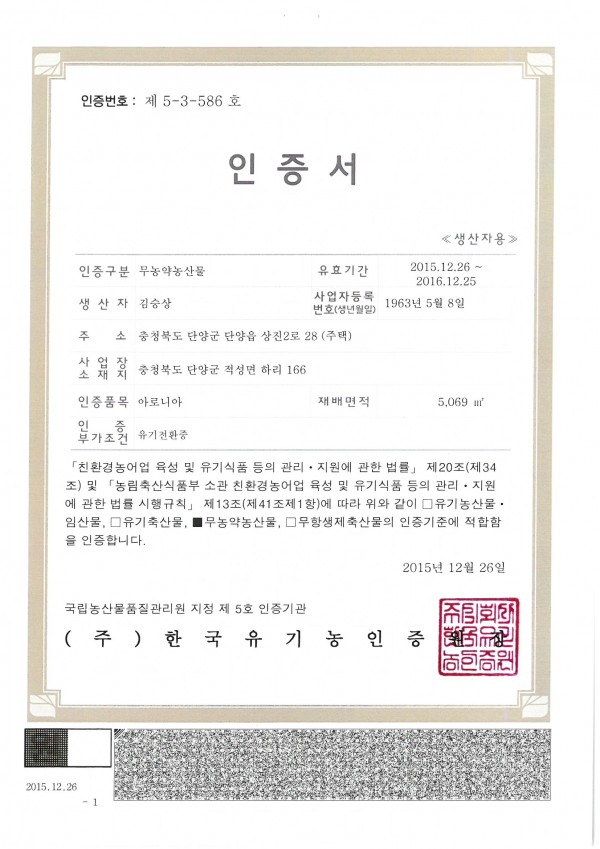 인증번호 : 제 5-3-586 호
인 증 서
≪생산자용≫
인증구분 무농약농산물 유효기간 2015.12.26 ~ 2016.12.25
생 산 자 김승상 사업자등록번호(생년월일) 1963년 5월 8일
주 소 충청북도 단양군 단양읍 상진2로 28 (주택)
사 업 장 소 재 지 충청북도 단양군 적성면 하리 166
인증품목 아로니아 재배면적 5,069 ㎡
인 증 부가조건 유기전환중
「친환경농어업 육성 및 유기식품 등의 관리・지원에 관한 법률」 제20조(제34
조) 및 「농림축산식품부 소관 친환경농어업 육성 및 유기식품 등의 관리・지원
에 관한 법률 시행규칙」 제13조(제41조제1항)에 따라 위와 같이 □유기농산물・
임산물, □유기축산물, ■무농약농산물, □무항생제축산물의 인증기준에 적합함
을 인증합니다.
2015년 12월 26일
국립농산물품질관리원 지정 제 5호 인증기관
( 주 ) 한 국 유 기 농 인 증 원 장
2015.12.26
- 1